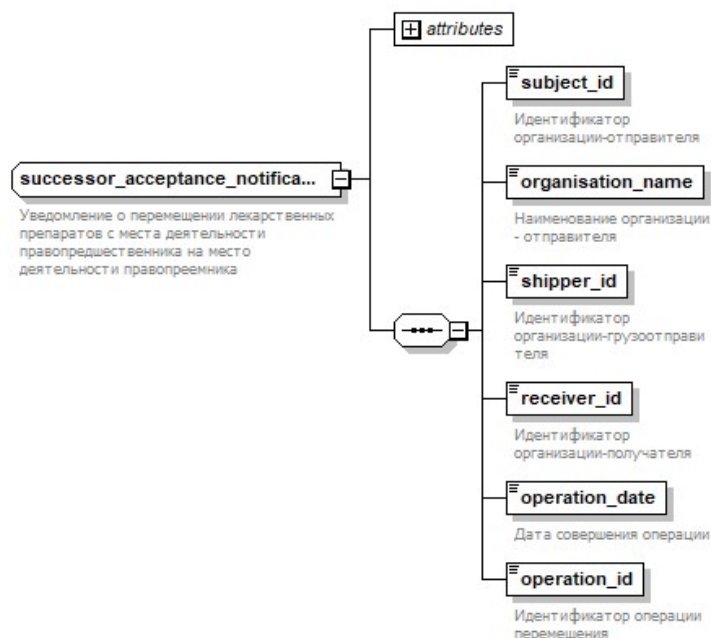 attributes
subject_id
Идентификатор
организации-отправителя
successor_acceptance_notifica...
Уведомление о перемещении лекарственных
препаратов с места деятельности
правопредшественника на место
деятельности правопреемника
organisation_name
Наименование организации
- отправителя
shipper_id
Идентификатор
организации-грузоотправи
теля
receiver_id
Идентификатор
организации-получателя
operation_date
Дата совершения операции
operation_id
Идентификатор операции
перемещения